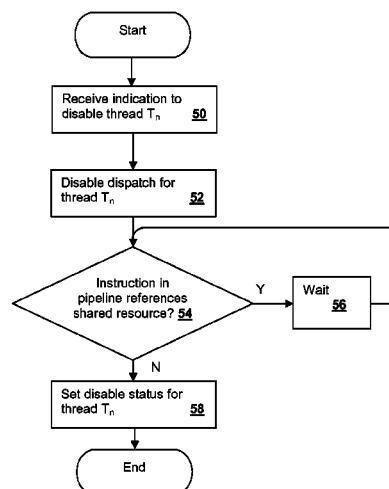 Start
Receive indication to
disable thread Tn 50
Disable dispatch for
thread Tn 52
Instruction in
pipeline references
shared resource? 54
Y
Wait
56
N
Set disable status for
thread Tn 58
End